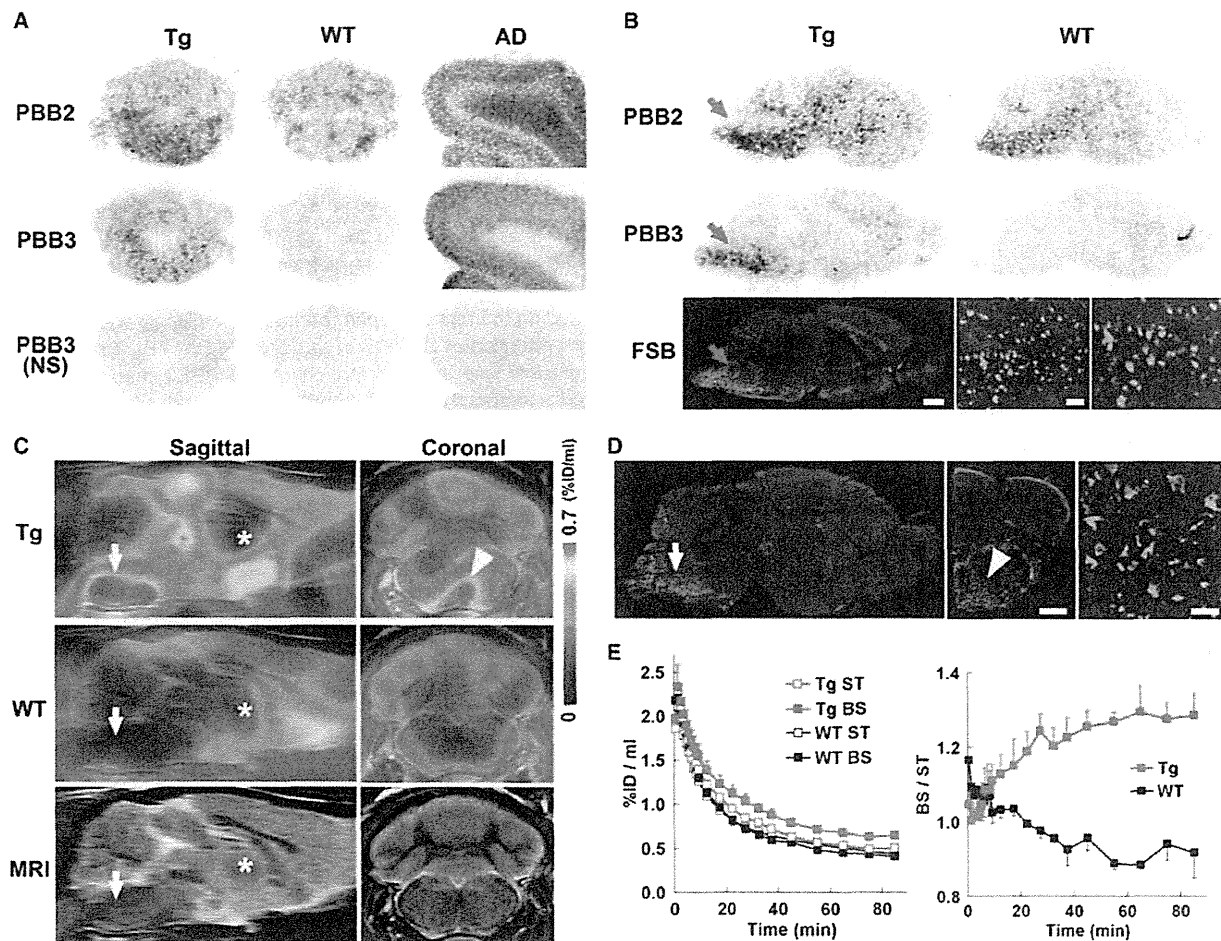 A
Tg WT AD
PBB2
PBB3
PBB3
(NS)
B
Tg WT
PBB2
PBB3
FSB
C
Sagittal Coronal
Tg
WT
MRI
0 0.7 (%ID/ml)
D
E
%ID / ml
2.5
2.0
1.5
1.0
0.5
0.0
Tg ST
Tg BS
WT ST
WT BS
0 20 40 60 80
Time (min)
BS / ST
1.4
1.2
1.0
0.8
Tg
WT
0 20 40 60 80
Time (min)